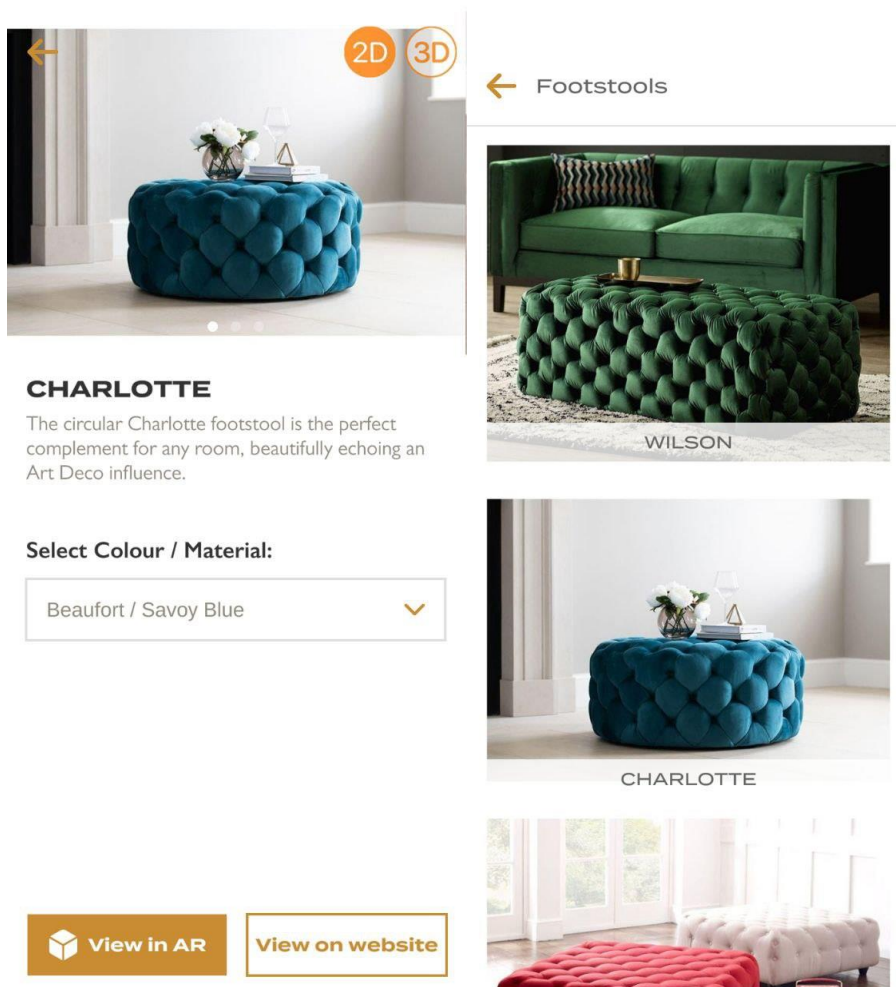 2D 3D
CHARLOTTE
The circular Charlotte footstool is the perfect
complement for any room, beautifully echoing an
Art Deco influence.
Select Colour / Material:
Beaufort / Savoy Blue
View in AR
View on website
Footstools
WILSON
CHARLOTTE